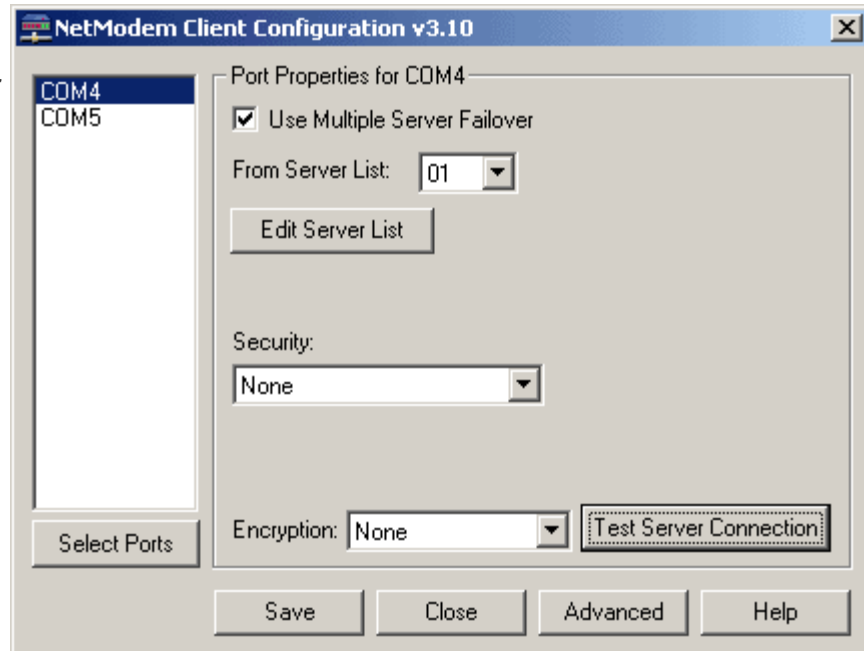 NetModem Client Configuration v3.10
COM4
COM5
Select Ports
Port Properties for COM4
Use Multiple Server Failover
From Server List: 01
Edit Server List
Security:
None
Encryption: None
Test Server Connection
Save
Close
Advanced
Help